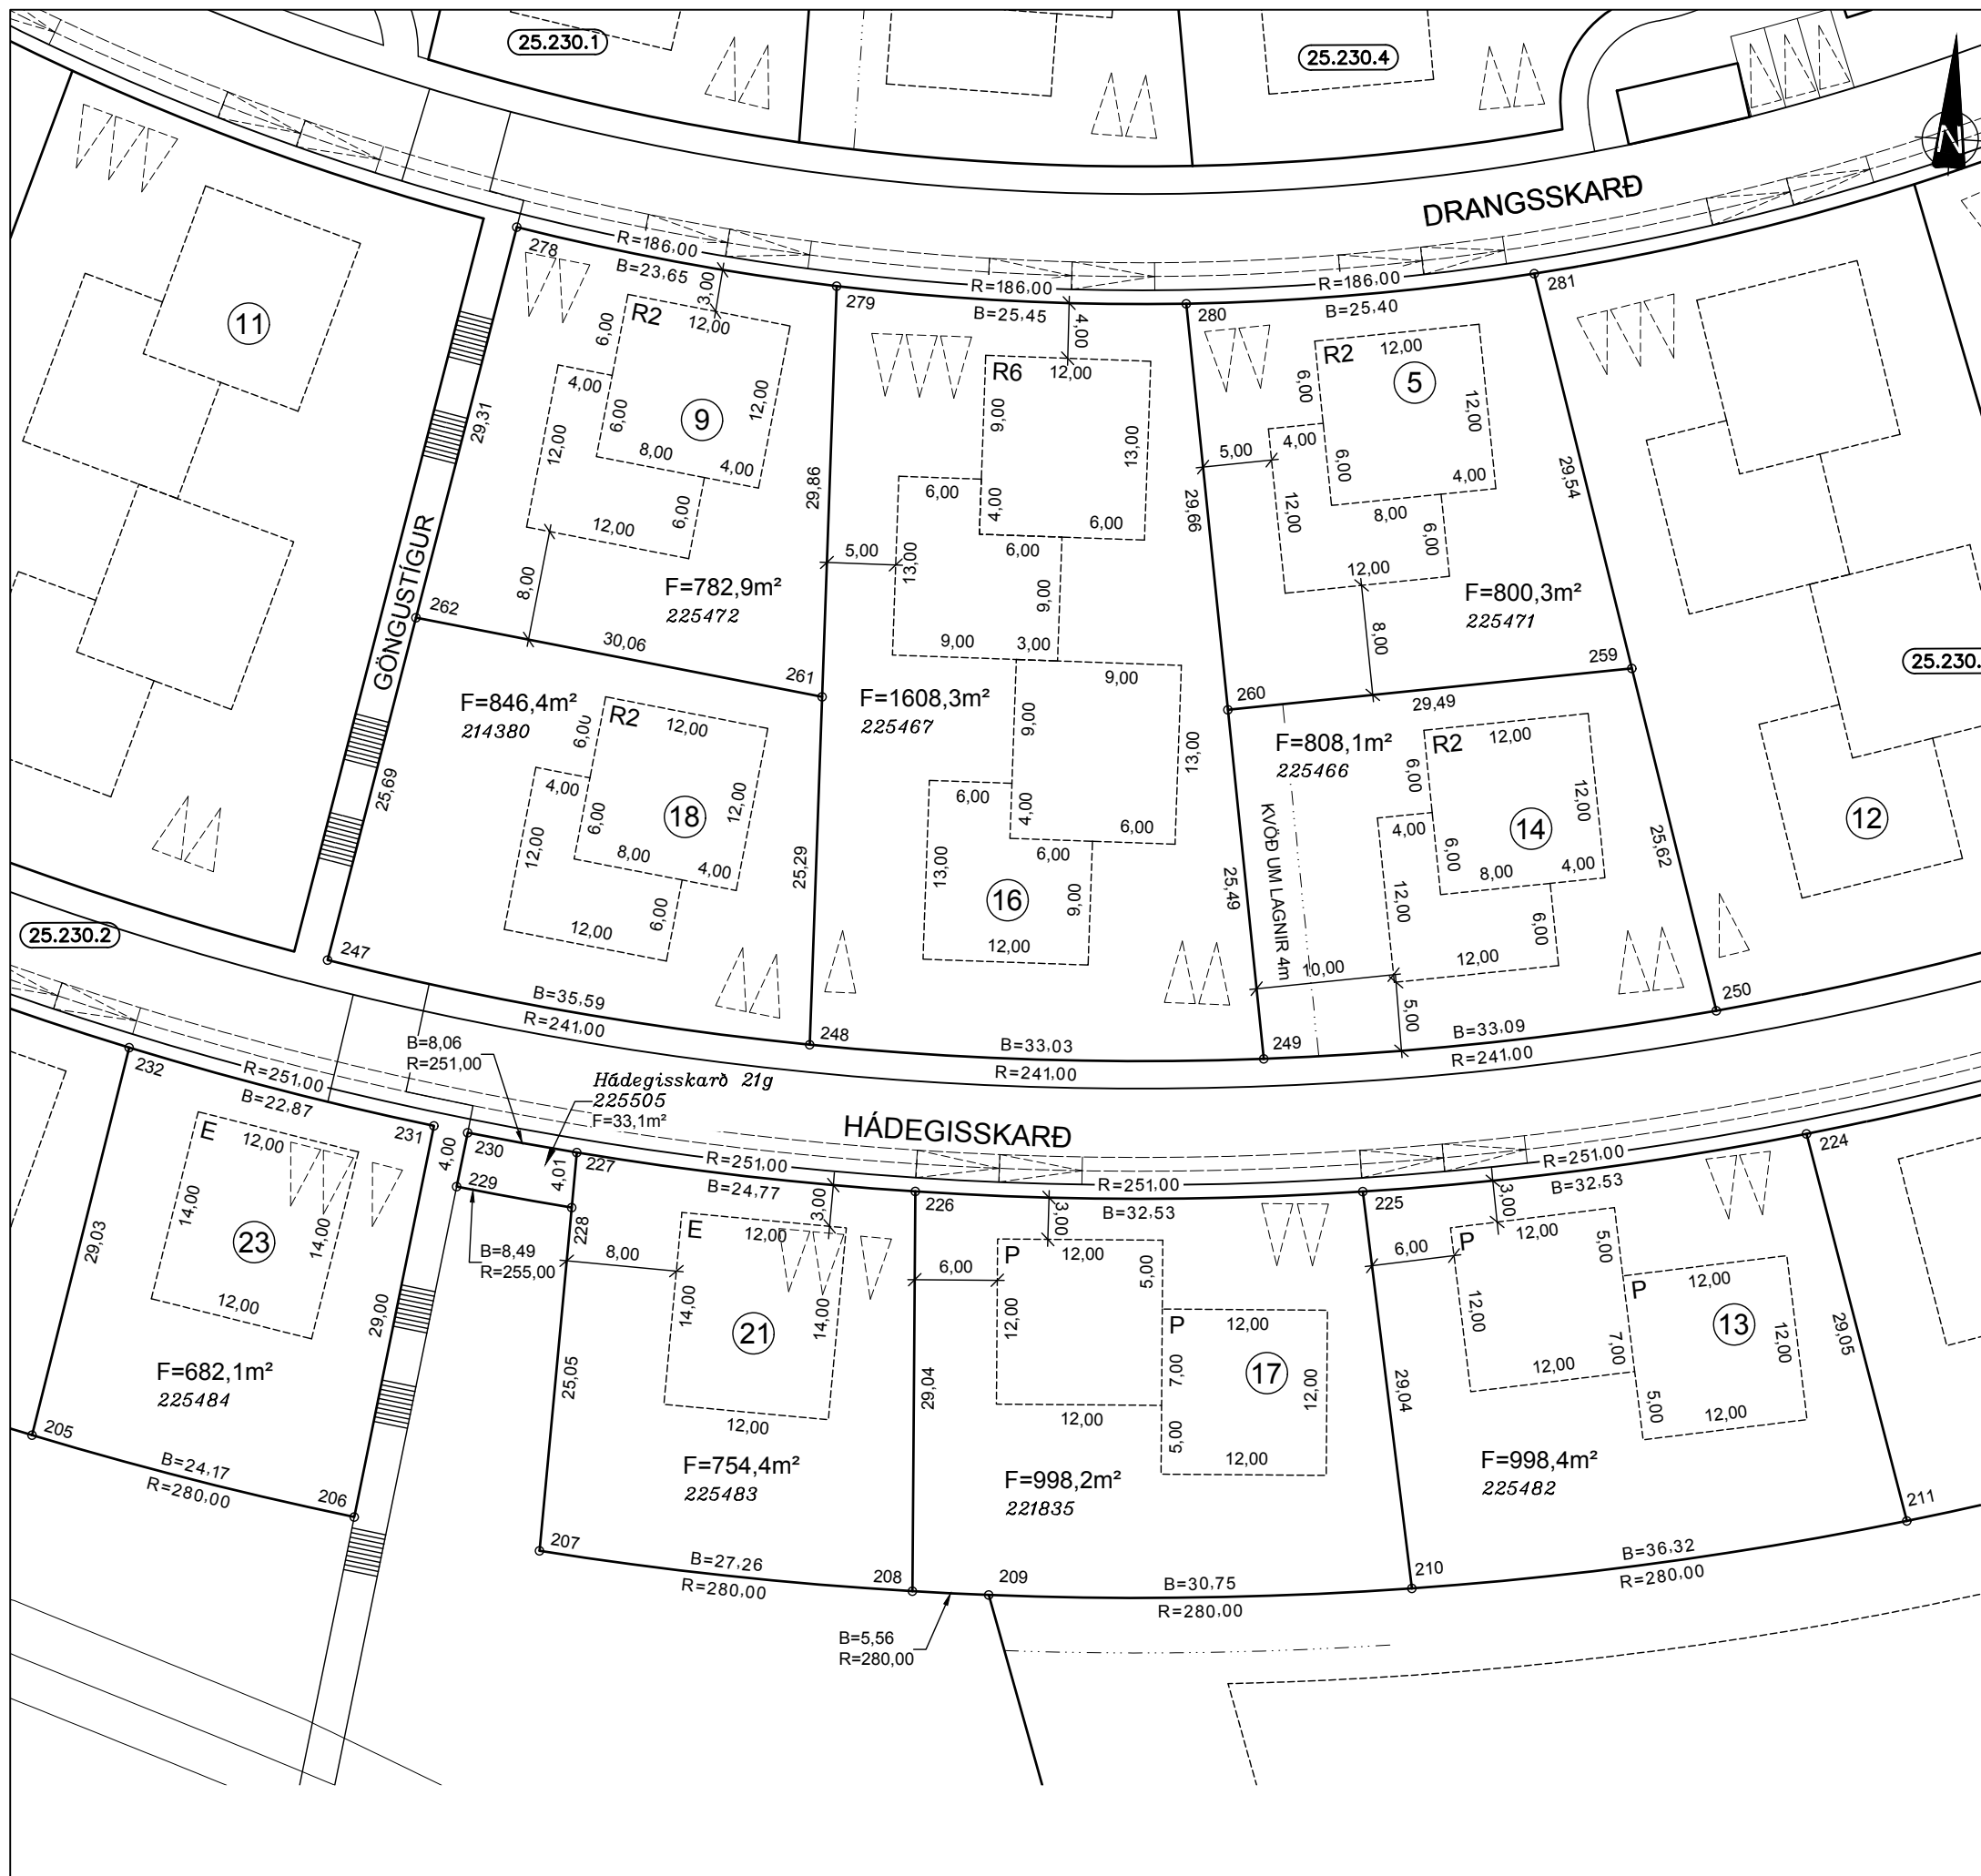 25.230.1
25.230.4
N
DRANGSSKARÐ
278
R=186,00
B=23,65
3,00
279
R=186,00
B=25,45
4,00
280
R=186,00
B=25,40
281
11
R2
12,00
6,00
4,00
6,00
12,00
12,00
9
8,00
4,00
12,00
6,00
8,00
29,31
29,86
F=782,9m²
225472
262
30,06
261
GÖNGUSTÍGUR
R6
12,00
9,00
13,00
6,00
4,00
6,00
5,00
13,00
6,00
9,00
9,00
3,00
F=1608,3m²
225467
9,00
9,00
13,00
6,00
4,00
6,00
6,00
13,00
9,00
16
12,00
R2
12,00
5
6,00
12,00
5,00
4,00
6,00
4,00
12,00
8,00
6,00
12,00
29,66
29,54
F=800,3m²
225471
8,00
259
260
29,49
25.230.
F=846,4m²
214380
R2
12,00
6,00
4,00
6,00
12,00
12,00
18
8,00
4,00
12,00
6,00
25,69
25,29
F=808,1m²
225466
R2
12,00
6,00
12,00
4,00
6,00
14
8,00
4,00
12,00
6,00
12,00
KVÖÐ UM LAGNIR 4m
25,49
25,62
10,00
5,00
12
25.230.2
247
B=35,59
R=241,00
248
B=33,03
R=241,00
249
B=33,09
R=241,00
250
232
R=251,00
B=22,87
231
B=8,06
R=251,00
Hádegisskarð 21g
225505
F=33,1m²
HÁDEGISSKARÐ
4,00
230
229
4,01
227
228
B=8,49
R=255,00
R=251,00
B=24,77
3,00
226
R=251,00
B=32,53
3,00
225
R=251,00
B=32,53
3,00
224
E
12,00
14,00
14,00
23
12,00
29,03
29,00
F=682,1m²
225484
205
B=24,17
R=280,00
206
8,00
E
12,00
14,00
14,00
21
12,00
25,05
F=754,4m²
225483
207
B=27,26
R=280,00
208
6,00
P
12,00
5,00
12,00
P
12,00
7,00
17
12,00
12,00
5,00
12,00
29,04
F=998,2m²
221835
209
B=30,75
R=280,00
B=5,56
R=280,00
6,00
P
12,00
5,00
12,00
P
12,00
13
12,00
7,00
12,00
5,00
12,00
29,04
29,05
F=998,4m²
225482
210
B=36,32
R=280,00
211